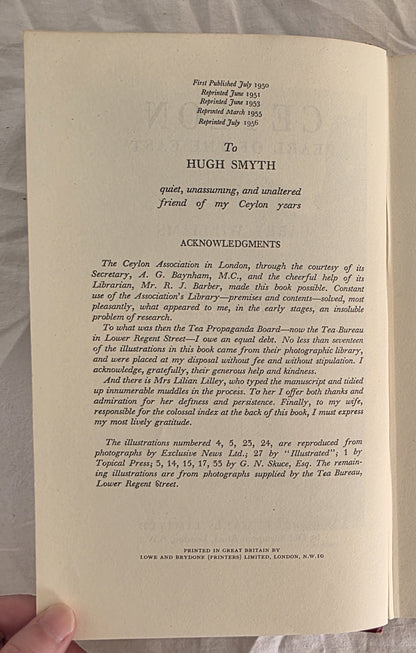 First Published July 1950
Reprinted June 1951
Reprinted June 1953
Reprinted March 1955
Reprinted July 1956
To
HUGH SMYTH
quiet, unassuming, and unaltered
friend of my Ceylon years
ACKNOWLEDGMENTS
The Ceylon Association in London, through the courtesy of its
Secretary, A. G. Baynham, M.C., and the cheerful help of its
Librarian, Mr. R. J. Barber, made this book possible. Constant
use of the Association's Library—premises and contents—solved, most
pleasantly, what appeared to me, in the early stages, an insoluble
problem of research.
To what was then the Tea Propaganda Board—now the Tea Bureau
in Lower Regent Street—I owe an equal debt. No less than seventeen
of the illustrations in this book came from their photographic library,
and were placed at my disposal without fee and without stipulation. I
acknowledge, gratefully, their generous help and kindness.
And there is Mrs Lilian Lilley, who typed the manuscript and tidied
up innumerable muddles in the process. To her I offer both thanks and
admiration for her deftness and persistence. Finally, to my wife,
responsible for the colossal index at the back of this book, I must express
my most lively gratitude.
The illustrations numbered 4, 5, 23, 24, are reproduced from
photographs by Exclusive News Ltd.; 27 by "Illustrated"; 1 by
Topical Press; 3, 14, 15, 17, 33 by G. N. Skuce, Esq. The remain-
ing illustrations are from photographs supplied by the Tea Bureau,
Lower Regent Street.
PRINTED IN GREAT BRITAIN BY
LOWE AND BRYDONE (PRINTERS) LIMITED, LONDON, N.W.10